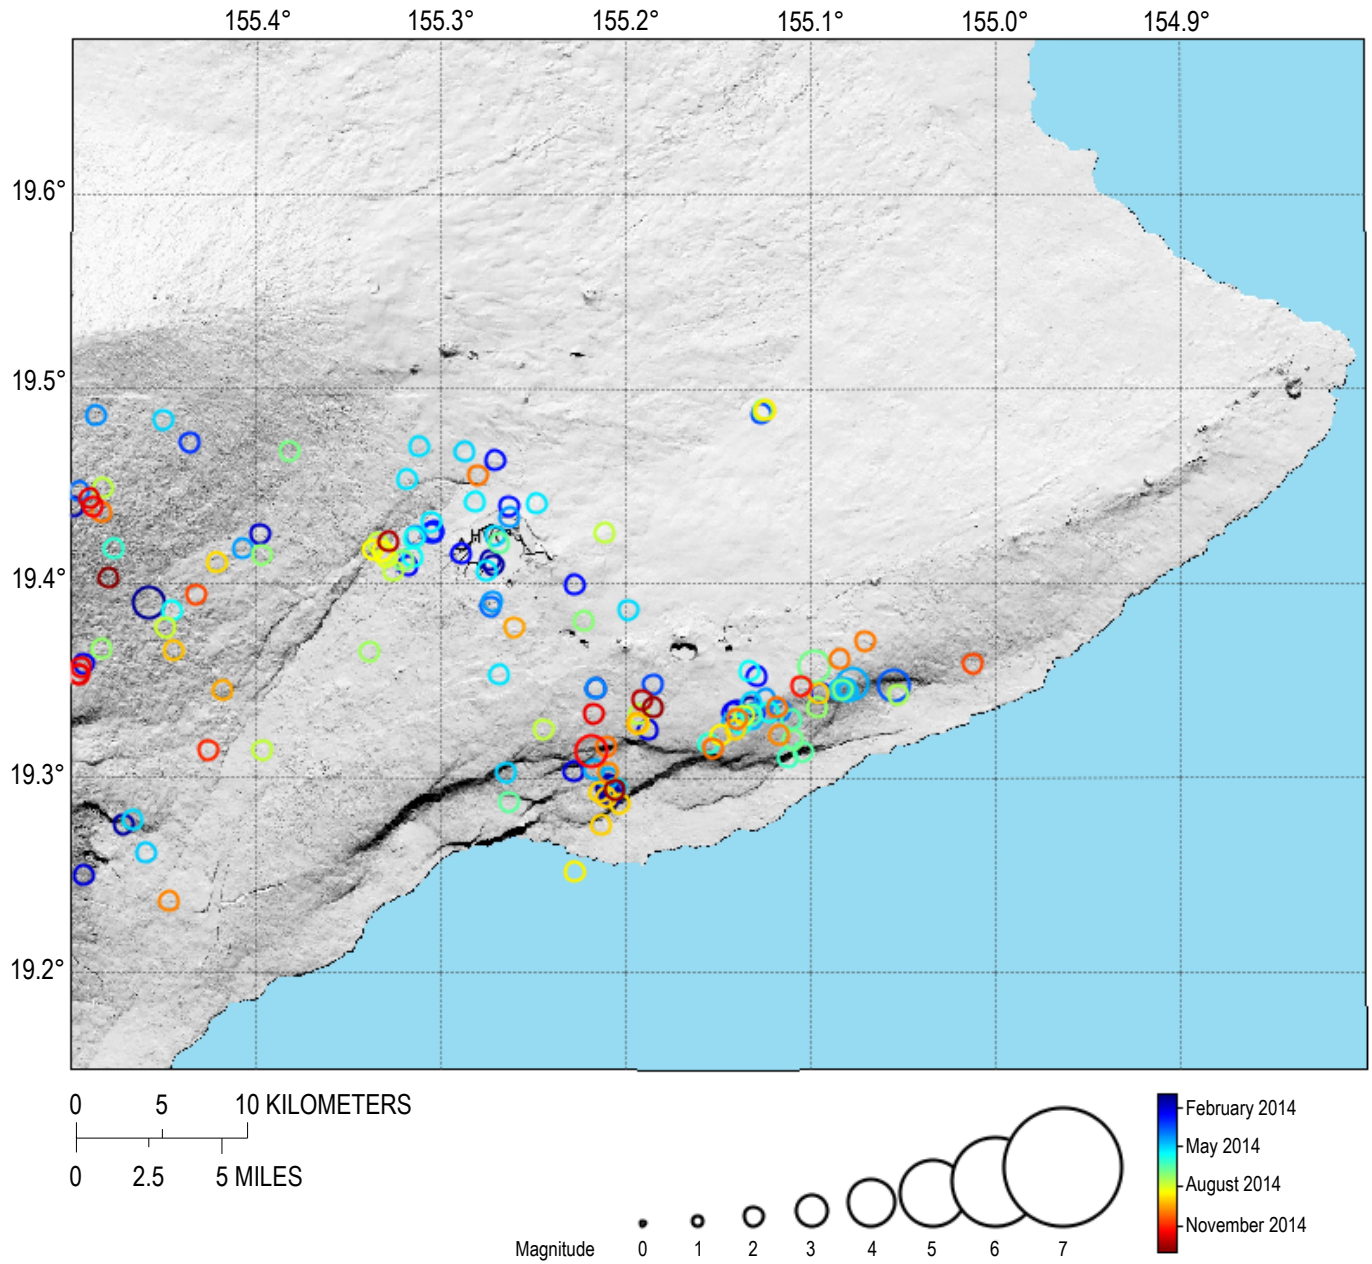 155.4° 155.3° 155.2° 155.1° 155.0° 154.9°
19.6°
19.5°
19.4°
19.3°
19.2°
0 5 10 KILOMETERS
0 2.5 5 MILES
Magnitude 0 1 2 3 4 5 6 7
February 2014
May 2014
August 2014
November 2014